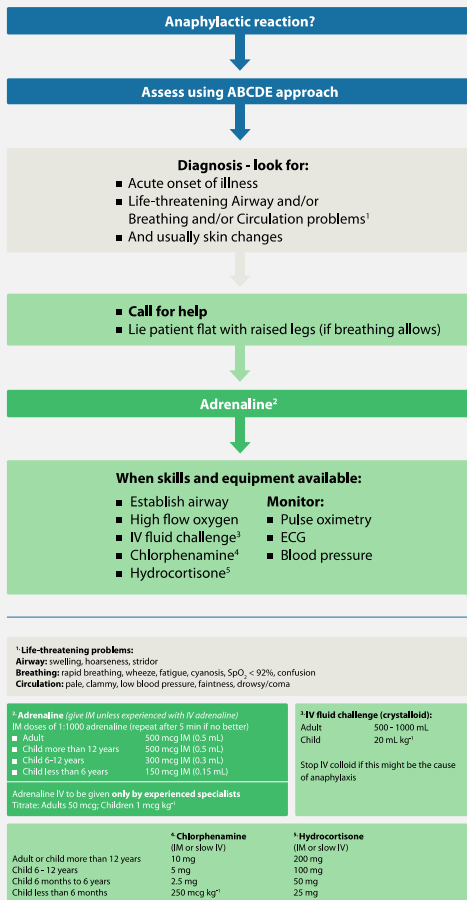 Anaphylactic reaction?
Assess using ABCDE approach
Diagnosis - look for:
■ Acute onset of illness
■ Life-threatening Airway and/or
Breathing and/or Circulation problems¹
■ And usually skin changes
■ Call for help
■ Lie patient flat with raised legs (if breathing allows)
Adrenaline²
When skills and equipment available:
■ Establish airway
■ High flow oxygen
■ IV fluid challenge³
■ Chlorphenamine⁴
■ Hydrocortisone⁵
Monitor:
■ Pulse oximetry
■ ECG
■ Blood pressure
¹· Life-threatening problems:
Airway: swelling, hoarseness, stridor
Breathing: rapid breathing, wheeze, fatigue, cyanosis, SpO₂ < 92%, confusion
Circulation: pale, clammy, low blood pressure, faintness, drowsy/coma
²· Adrenaline (give IM unless experienced with IV adrenaline)
IM doses of 1:1000 adrenaline (repeat after 5 min if no better)
■ Adult 500 mcg IM (0.5 mL)
■ Child more than 12 years 500 mcg IM (0.5 mL)
■ Child 6-12 years 300 mcg IM (0.3 mL)
■ Child less than 6 years 150 mcg IM (0.15 mL)
Adrenaline IV to be given only by experienced specialists
Titrate: Adults 50 mcg; Children 1 mcg kg⁻¹
³· IV fluid challenge (crystalloid):
Adult 500 - 1000 mL
Child 20 mL kg⁻¹
Stop IV colloid if this might be the cause
of anaphylaxis
⁴· Chlorphenamine ⁵· Hydrocortisone
(IM or slow IV) (IM or slow IV)
Adult or child more than 12 years 10 mg 200 mg
Child 6 - 12 years 5 mg 100 mg
Child 6 months to 6 years 2.5 mg 50 mg
Child less than 6 months 250 mcg kg⁻¹ 25 mg